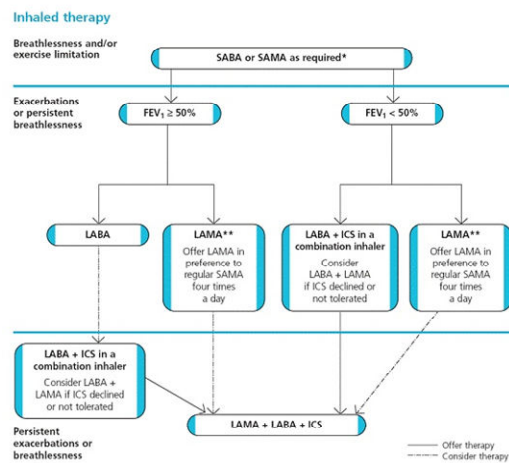 Inhaled therapy
Breathlessness and/or
exercise limitation
SABA or SAMA as required*
Exacerbations
or persistent
breathlessness
FEV₁ ≥ 50%
FEV₁ < 50%
LABA
LAMA**
Offer LAMA in
preference to
regular SAMA
four times
a day
LABA + ICS in a
combination inhaler
Consider
LABA + LAMA
if ICS declined or
not tolerated
LAMA**
Offer LAMA in
preference to
regular SAMA
four times
a day
LABA + ICS in a
combination inhaler
Consider LABA +
LAMA if ICS declined
or not tolerated
LAMA + LABA + ICS
Persistent
exacerbations or
breathlessness
Offer therapy
Consider therapy